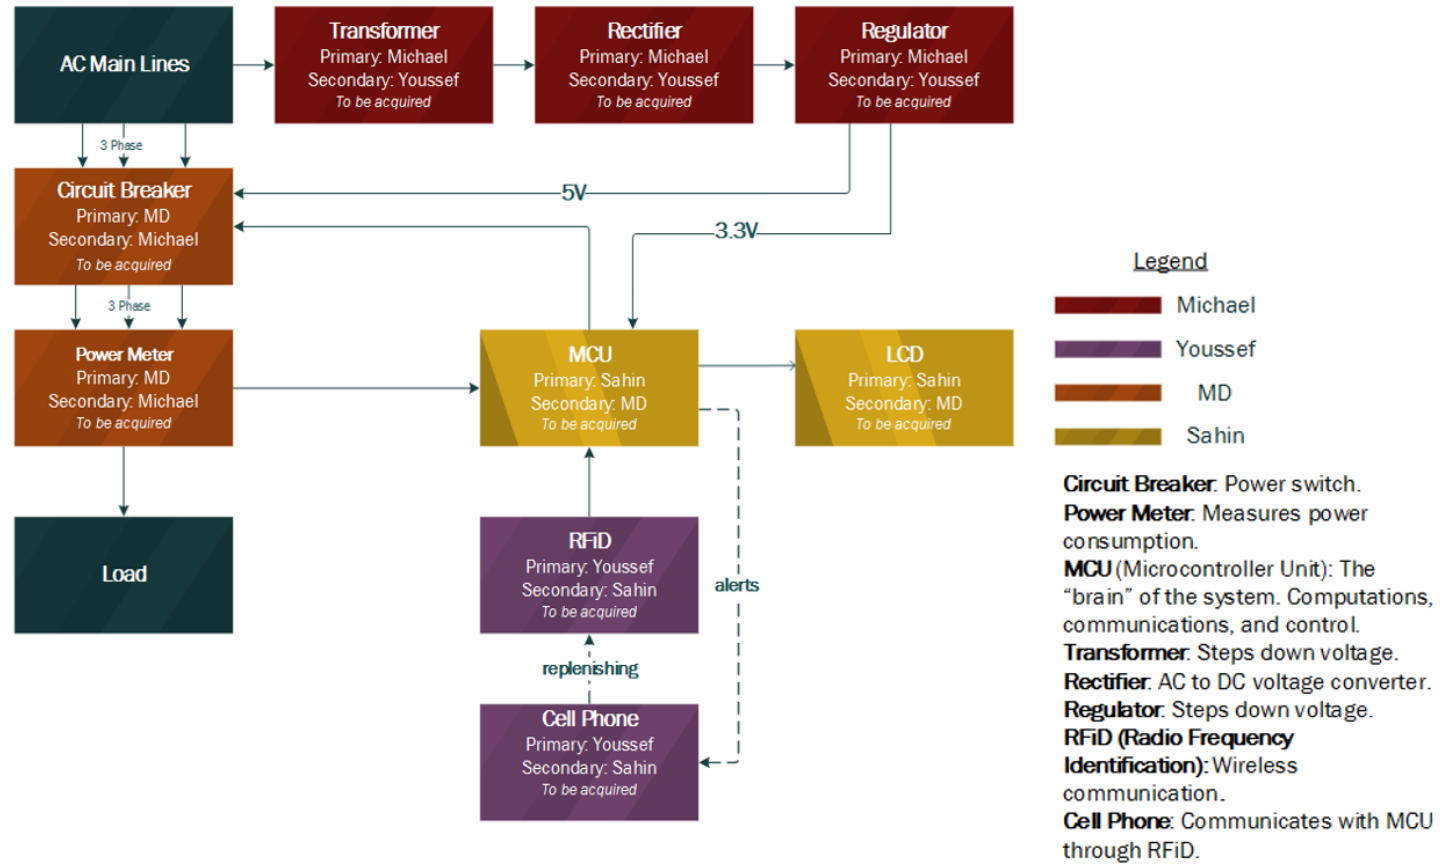 AC Main Lines
Transformer
Primary: Michael
Secondary: Youssef
To be acquired
Rectifier
Primary: Michael
Secondary: Youssef
To be acquired
Regulator
Primary: Michael
Secondary: Youssef
To be acquired
3 Phase
Circuit Breaker
Primary: MD
Secondary: Michael
To be acquired
5V
3.3V
3 Phase
Power Meter
Primary: MD
Secondary: Michael
To be acquired
MCU
Primary: Sahin
Secondary: MD
To be acquired
LCD
Primary: Sahin
Secondary: MD
To be acquired
Load
RFiD
Primary: Youssef
Secondary: Sahin
To be acquired
alerts
replenishing
Cell Phone
Primary: Youssef
Secondary: Sahin
To be acquired
Legend
Michael
Youssef
MD
Sahin
Circuit Breaker: Power switch.
Power Meter: Measures power
consumption.
MCU (Microcontroller Unit): The
“brain” of the system. Computations,
communications, and control.
Transformer: Steps down voltage.
Rectifier: AC to DC voltage converter.
Regulator: Steps down voltage.
RFiD (Radio Frequency
Identification): Wireless
communication.
Cell Phone: Communicates with MCU
through RFiD.